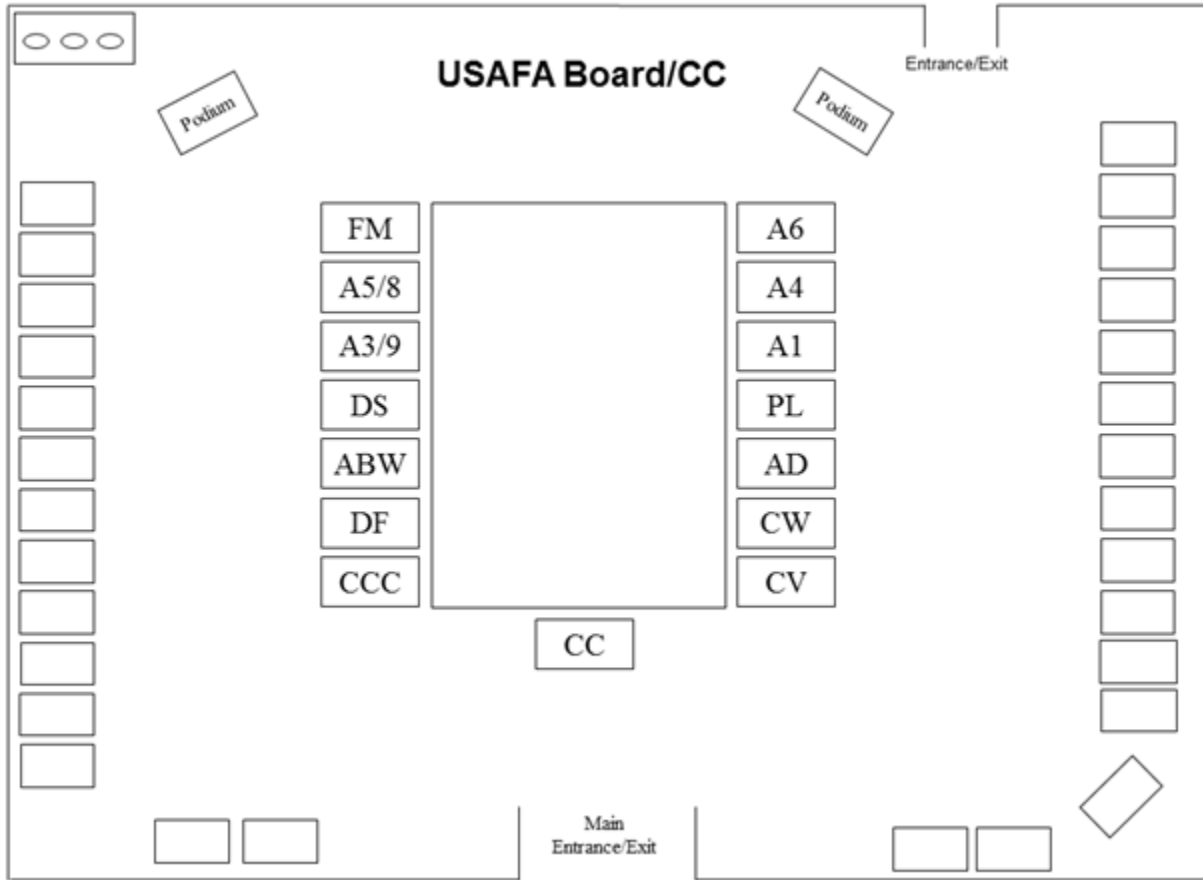 USAFA Board/CC
Entrance/Exit
Podium
Podium
FM
A6
A5/8
A4
A3/9
A1
DS
PL
ABW
AD
DF
CW
CCC
CV
CC
Main
Entrance/Exit